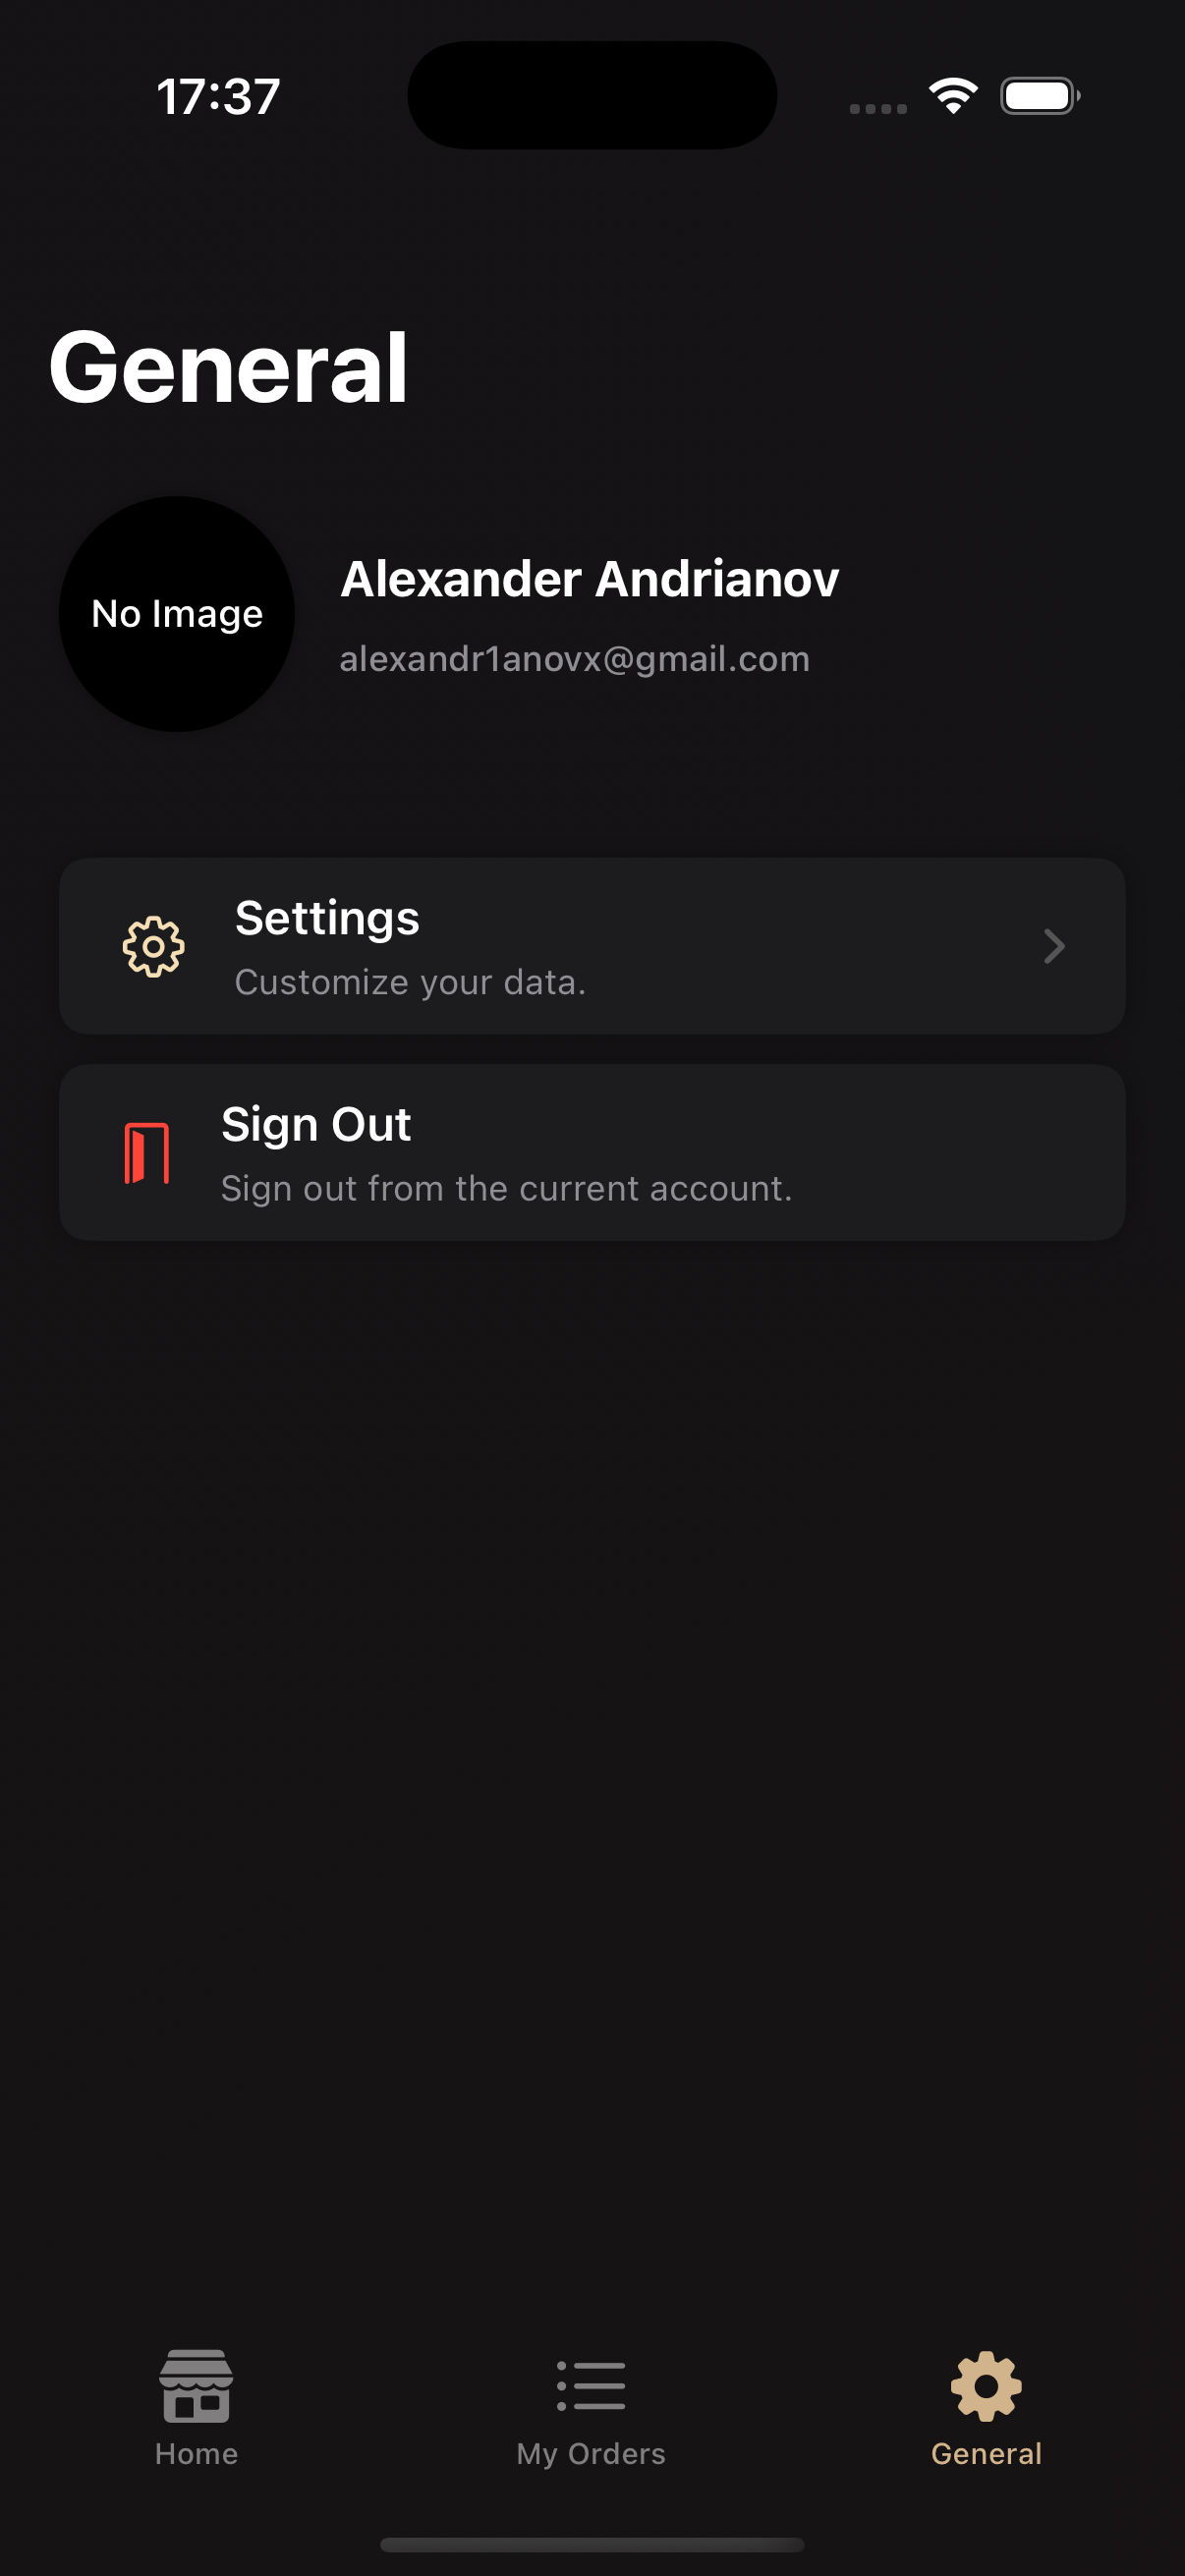 17:37
General
No Image
Alexander Andrianov
alexandr1anovx@gmail.com
Settings
Customize your data.
Sign Out
Sign out from the current account.
Home
My Orders
General